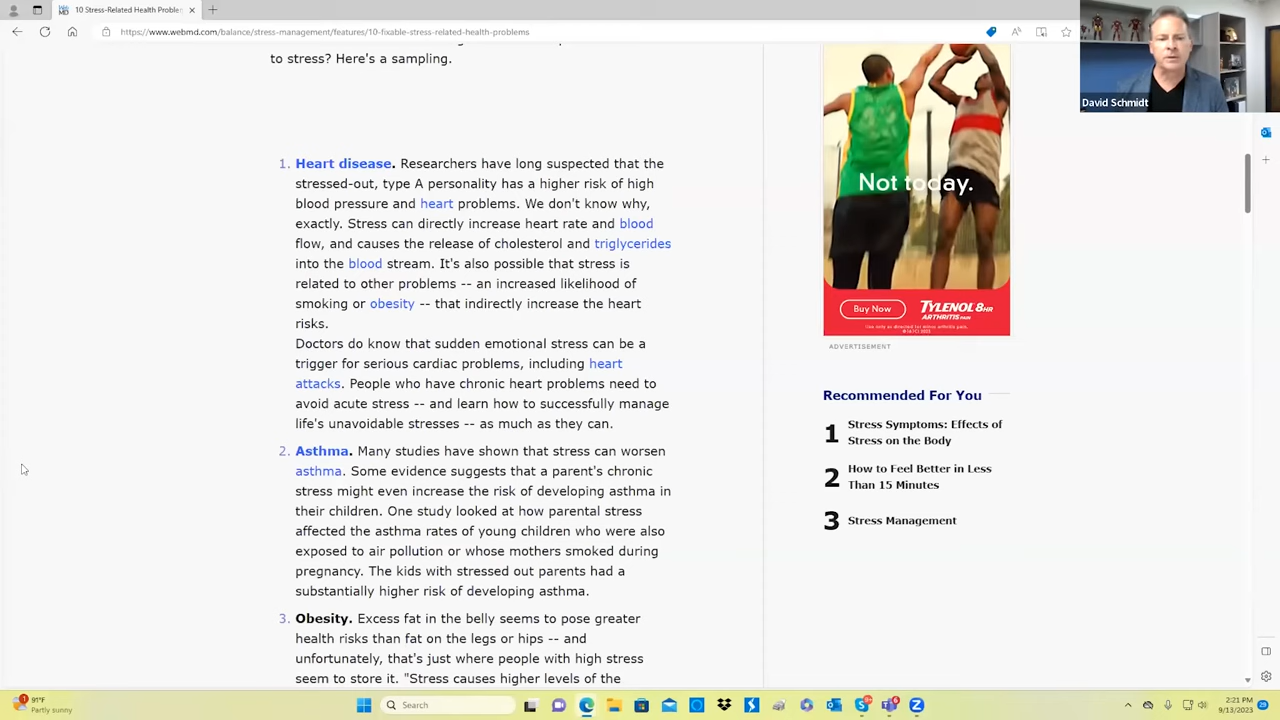 10 Stress-Related Health Problem
https://www.webmd.com/balance/stress-management/features/10-fixable-stress-related-health-problems
David Schmidt
to stress? Here's a sampling.
1. Heart disease. Researchers have long suspected that the
stressed-out, type A personality has a higher risk of high
blood pressure and heart problems. We don't know why,
exactly. Stress can directly increase heart rate and blood
flow, and causes the release of cholesterol and triglycerides
into the blood stream. It's also possible that stress is
related to other problems -- an increased likelihood of
smoking or obesity -- that indirectly increase the heart
risks.
Doctors do know that sudden emotional stress can be a
trigger for serious cardiac problems, including heart
attacks. People who have chronic heart problems need to
avoid acute stress -- and learn how to successfully manage
life's unavoidable stresses -- as much as they can.
2. Asthma. Many studies have shown that stress can worsen
asthma. Some evidence suggests that a parent's chronic
stress might even increase the risk of developing asthma in
their children. One study looked at how parental stress
affected the asthma rates of young children who were also
exposed to air pollution or whose mothers smoked during
pregnancy. The kids with stressed out parents had a
substantially higher risk of developing asthma.
3. Obesity. Excess fat in the belly seems to pose greater
health risks than fat on the legs or hips -- and
unfortunately, that's just where people with high stress
seem to store it. "Stress causes higher levels of the
Not today.
Buy Now
TYLENOL 8HR
ARTHRITIS PAIN
Use only as directed for minor arthritis pain.
ADVERTISEMENT
Recommended For You
1 Stress Symptoms: Effects of
Stress on the Body
2 How to Feel Better in Less
Than 15 Minutes
3 Stress Management
91°F
Partly sunny
Search
2:21 PM
9/13/2023